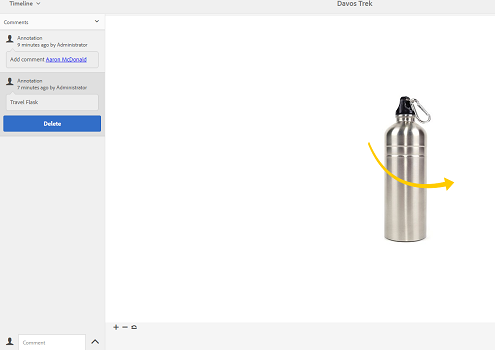 Timeline
Davos Trek
Comments
Annotation
9 minutes ago by Administrator
Add comment Aaron McDonald
Annotation
7 minutes ago by Administrator
Travel Flask
Delete
Comment